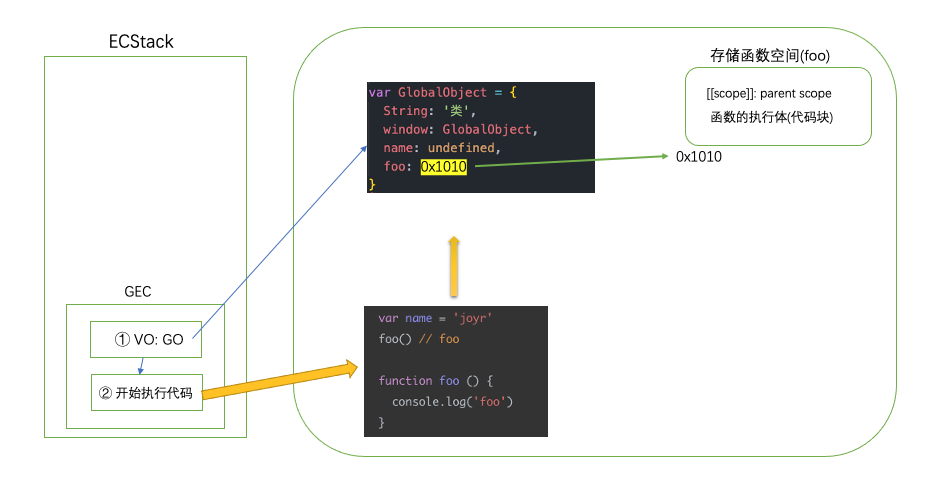 ECStack
GEC
① VO: GO
② 开始执行代码
var GlobalObject = {
String: '类',
window: GlobalObject,
name: undefined,
foo: 0x1010
}
存储函数空间(foo)
[[scope]]: parent scope
函数的执行体(代码块)
0x1010
var name = 'joyr'
foo() // foo
function foo () {
console.log('foo')
}